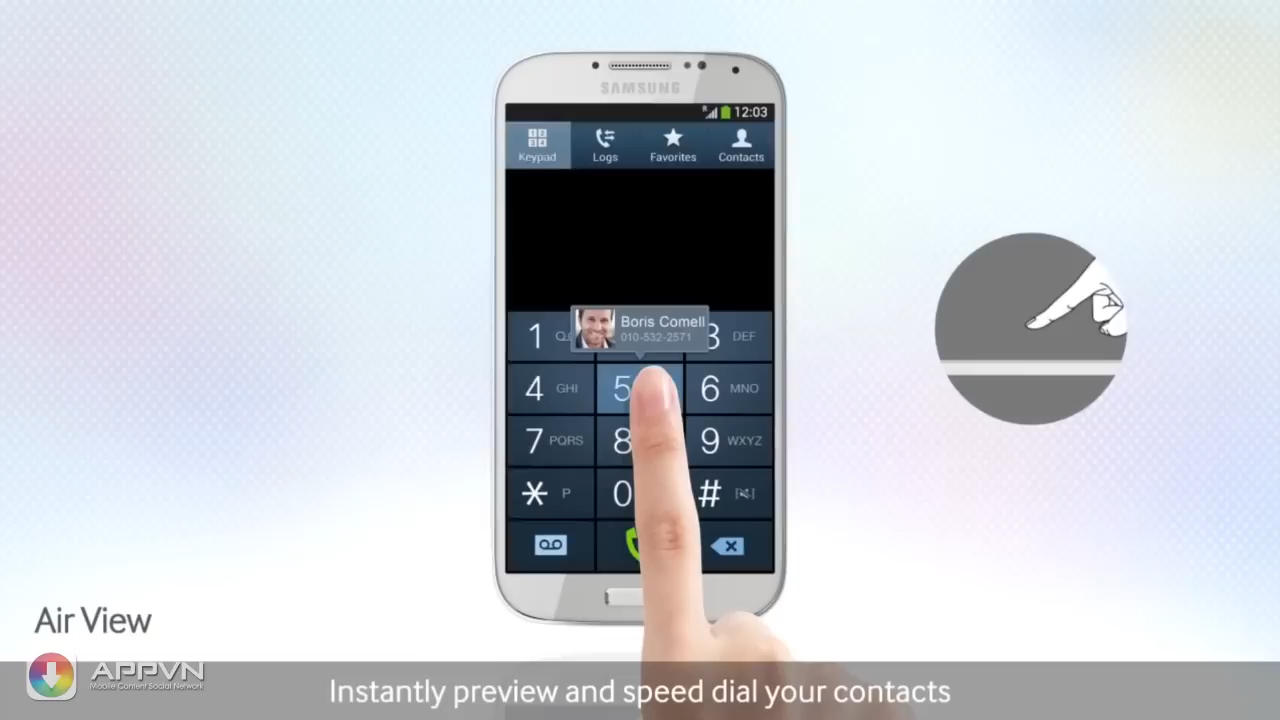 SAMSUNG
12:03
Keypad
Logs
Favorites
Contacts
Boris Comell
010-532-2571
1
3 DEF
4 GHI
5
6 MNO
7 PQRS
8
9 WXYZ
* P
0
#
Air View
APPVN
Mobile Content Social Network
Instantly preview and speed dial your contacts